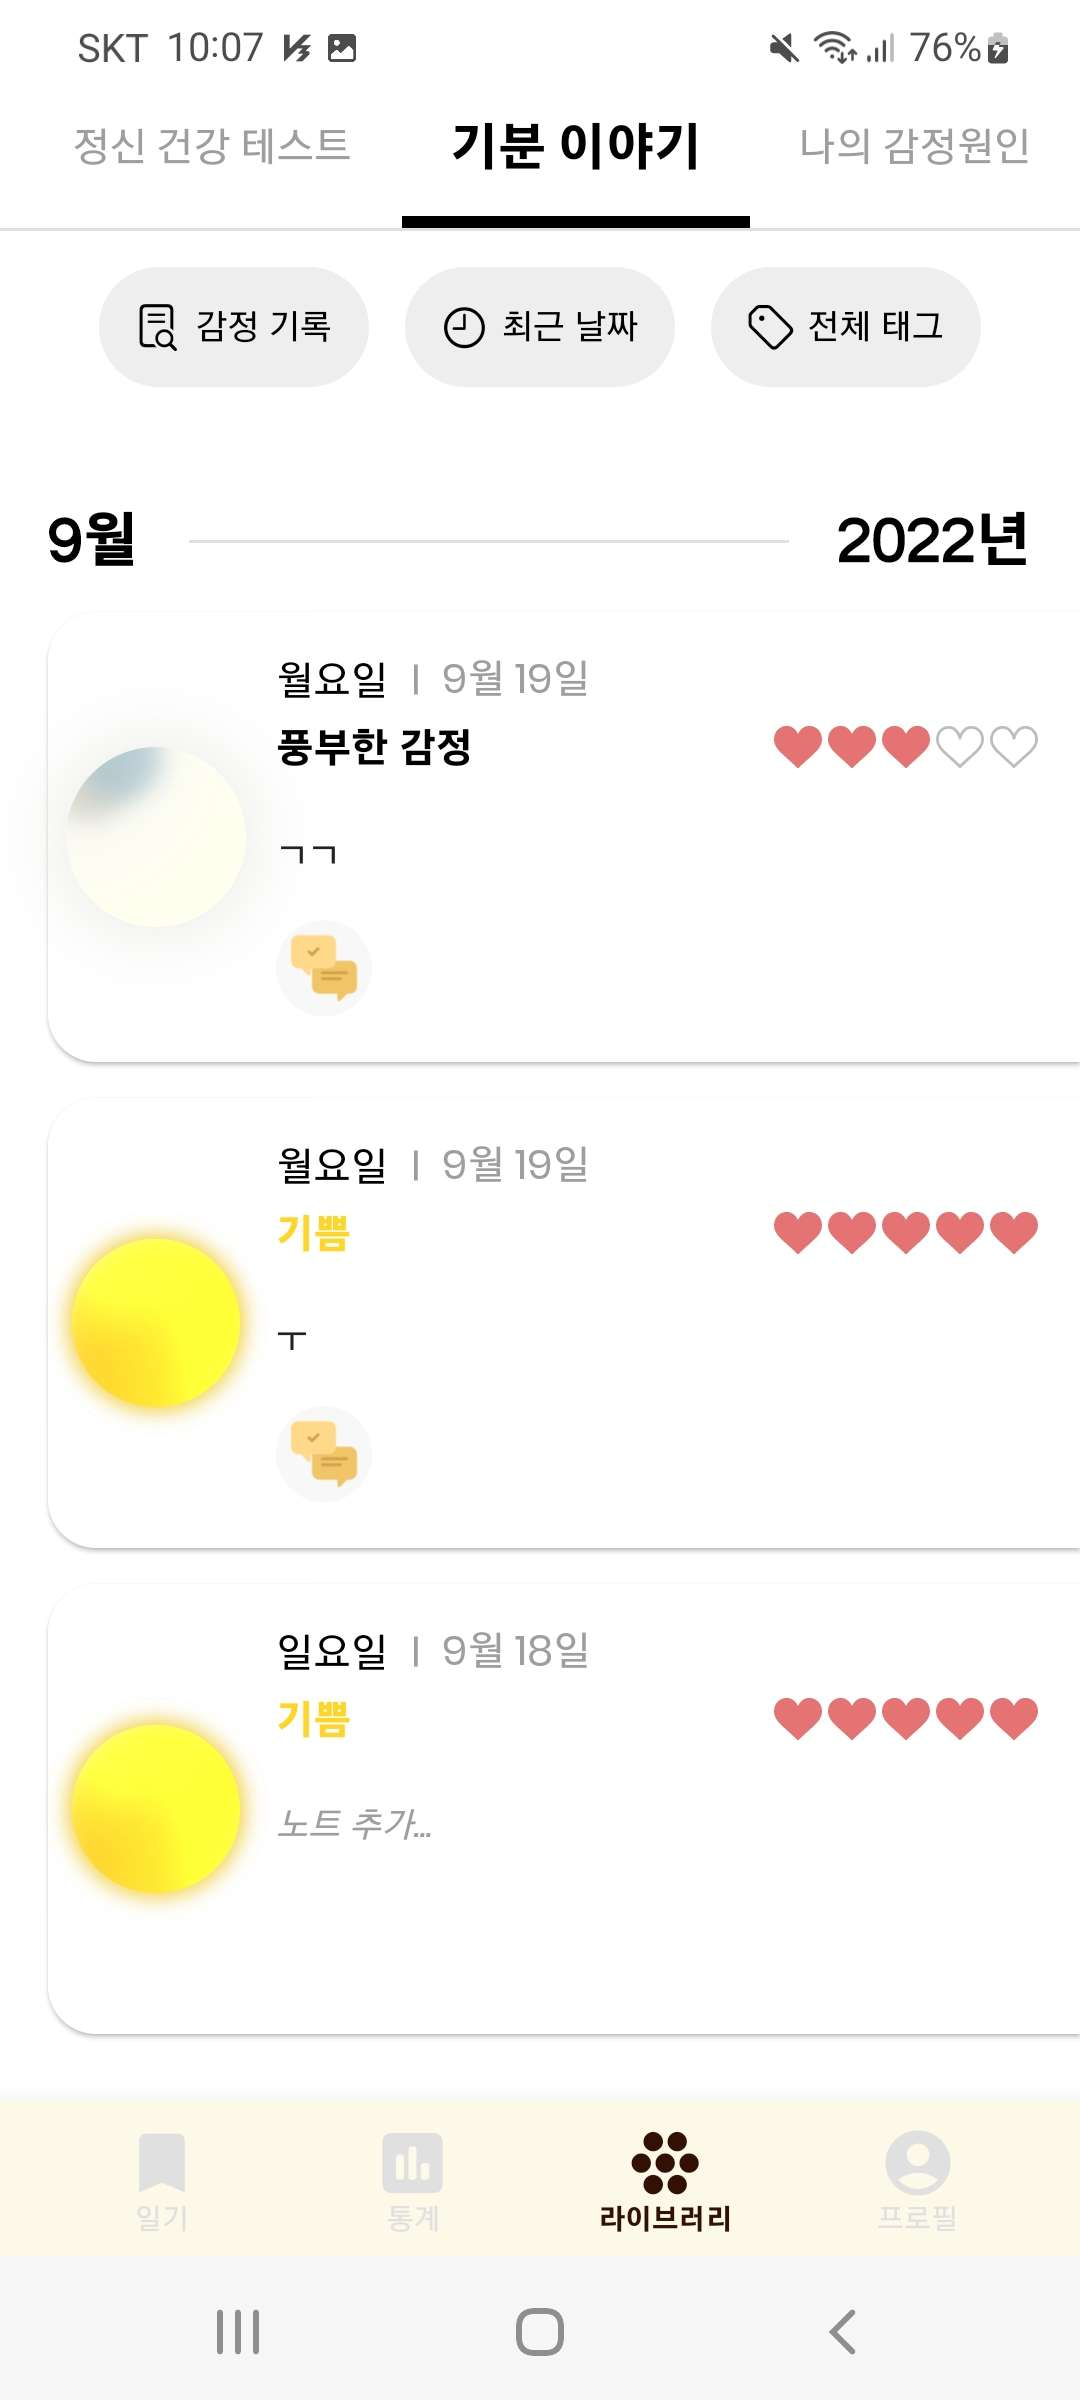 SKT 10:07 76%
정신 건강 테스트 기분 이야기 나의 감정원인
감정 기록 최근 날짜 전체 태그
9월 2022년
월요일 | 9월 19일
풍부한 감정
ㄱㄱ
월요일 | 9월 19일
기쁨
ㅜ
일요일 | 9월 18일
기쁨
노트 추가...
일기 통계 라이브러리 프로필